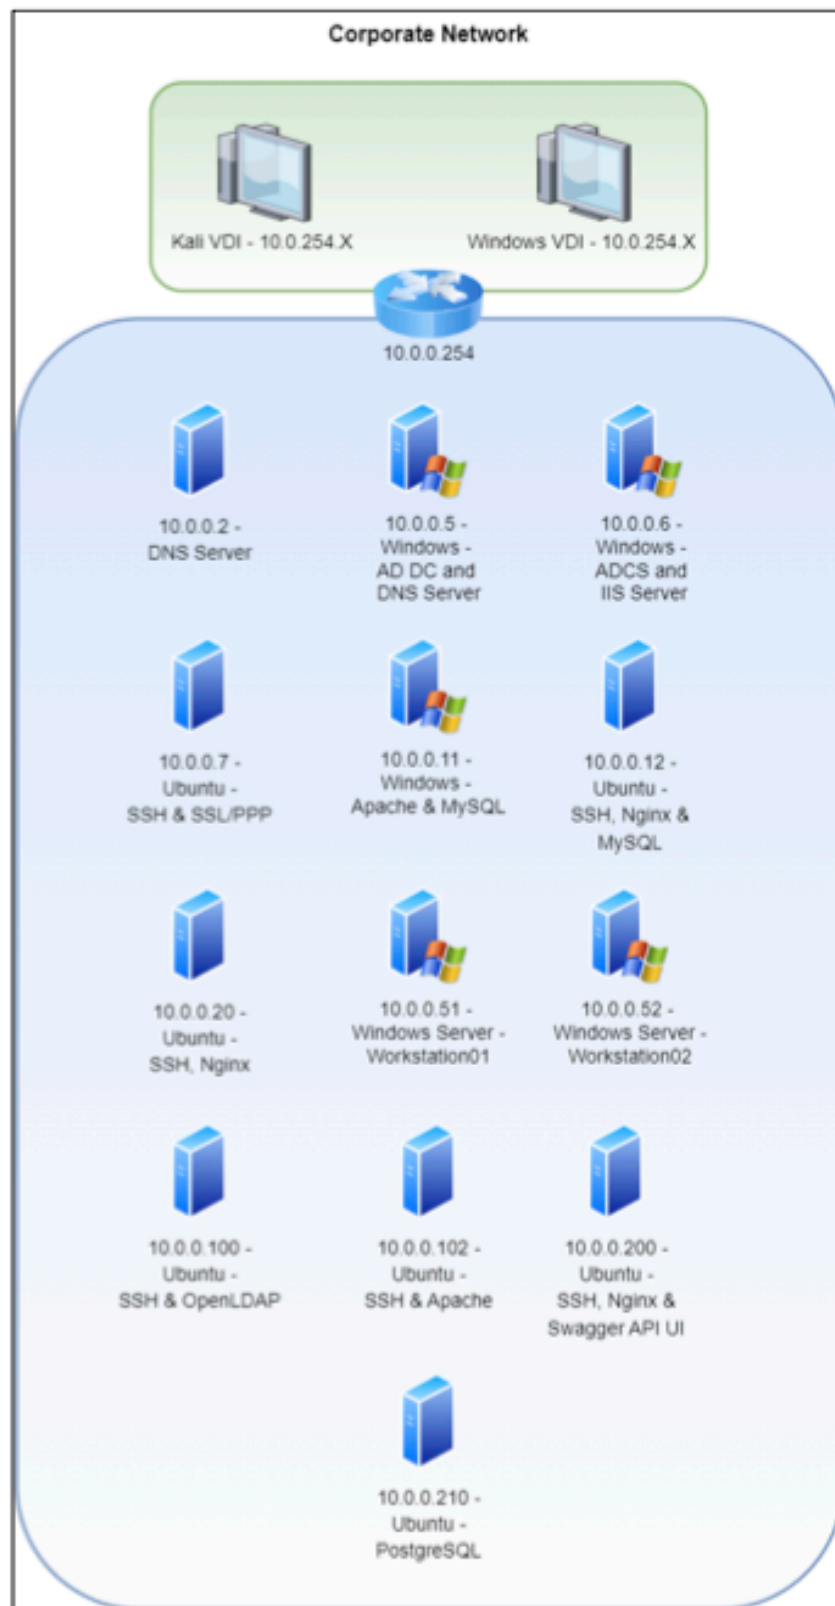 Corporate Network
Kali VDI - 10.0.254.X
Windows VDI - 10.0.254.X
10.0.0.254
10.0.0.2 -
DNS Server
10.0.0.5 -
Windows -
AD DC and
DNS Server
10.0.0.6 -
Windows -
ADCS and
IIS Server
10.0.0.7 -
Ubuntu -
SSH & SSL/PPP
10.0.0.11 -
Windows -
Apache & MySQL
10.0.0.12 -
Ubuntu -
SSH, Nginx &
MySQL
10.0.0.20 -
Ubuntu -
SSH, Nginx
10.0.0.51 -
Windows Server -
Workstation01
10.0.0.52 -
Windows Server -
Workstation02
10.0.0.100 -
Ubuntu -
SSH & OpenLDAP
10.0.0.102 -
Ubuntu -
SSH & Apache
10.0.0.200 -
Ubuntu -
SSH, Nginx &
Swagger API UI
10.0.0.210 -
Ubuntu -
PostgreSQL